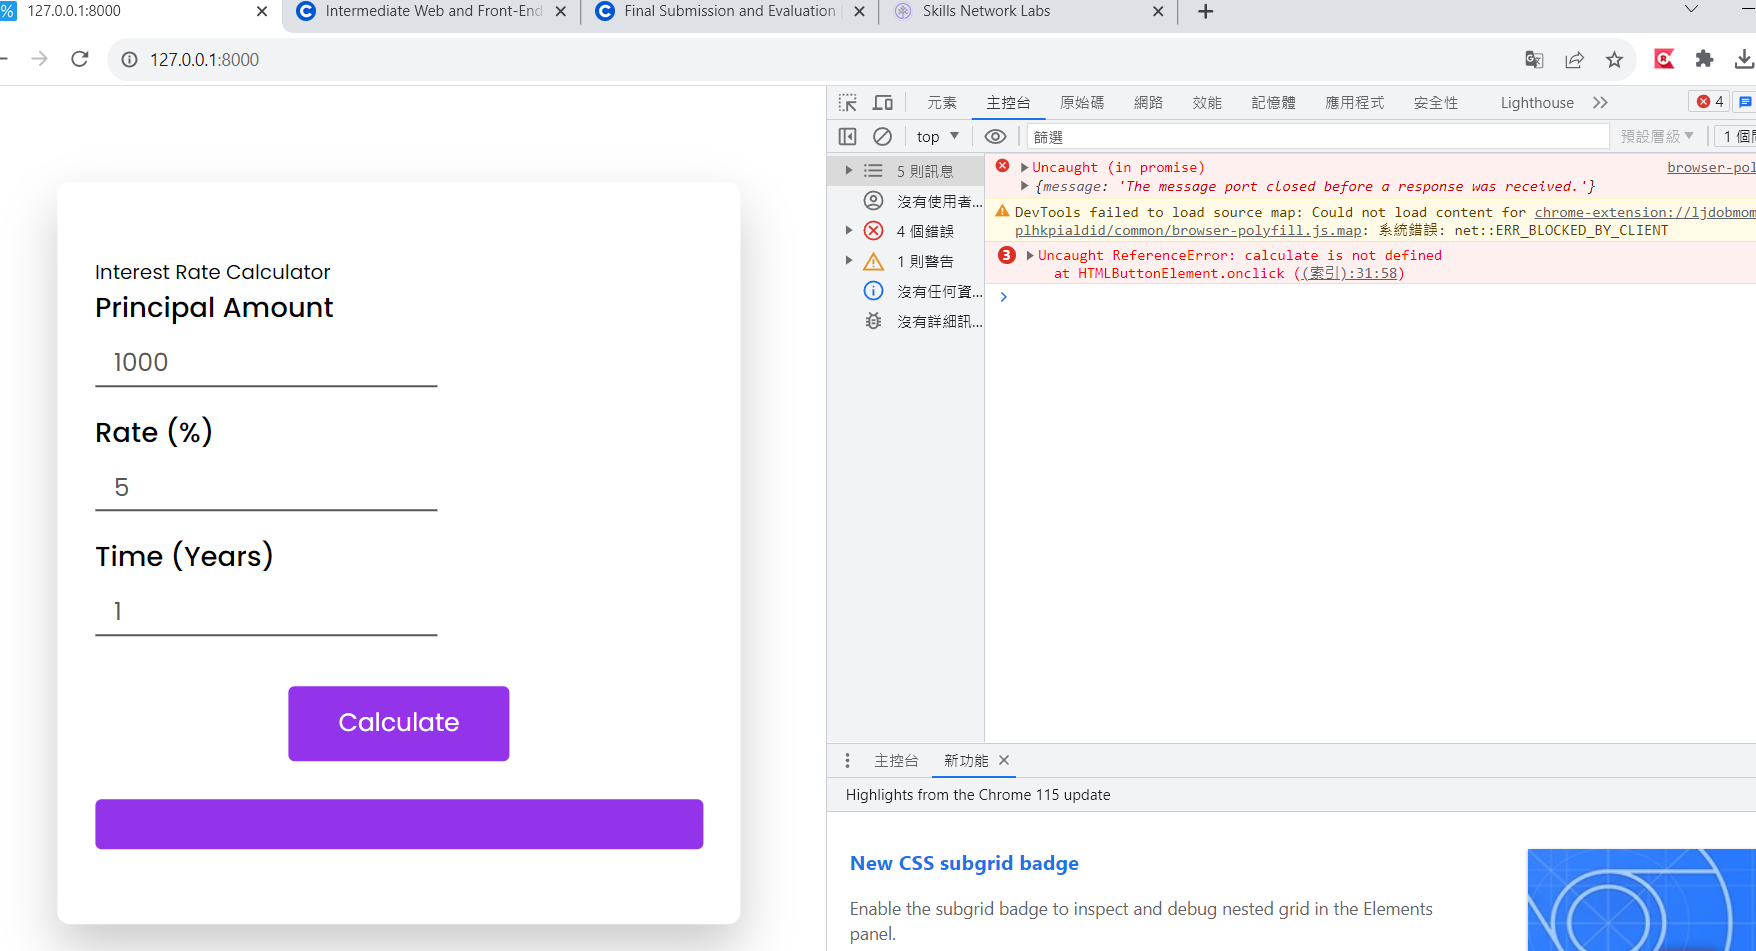 127.0.0.1:8000
Intermediate Web and Front-End
Final Submission and Evaluation
Skills Network Labs
127.0.0.1:8000
Interest Rate Calculator
Principal Amount
1000
Rate (%)
5
Time (Years)
1
Calculate
元素 主控台 原始碼 網路 效能 記憶體 應用程式 安全性 Lighthouse 4
top 篩選 預設層級 1 個
5 則訊息
沒有使用者...
4 個錯誤
1 則警告
沒有任何資...
沒有詳細訊...
Uncaught (in promise) browser-pol
{message: 'The message port closed before a response was received.'}
DevTools failed to load source map: Could not load content for chrome-extension://ljdobmom
plhkpialdid/common/browser-polyfill.js.map: 系統錯誤: net::ERR_BLOCKED_BY_CLIENT
3 Uncaught ReferenceError: calculate is not defined
at HTMLButtonElement.onclick ((索引):31:58)
主控台 新功能
Highlights from the Chrome 115 update
New CSS subgrid badge
Enable the subgrid badge to inspect and debug nested grid in the Elements
panel.